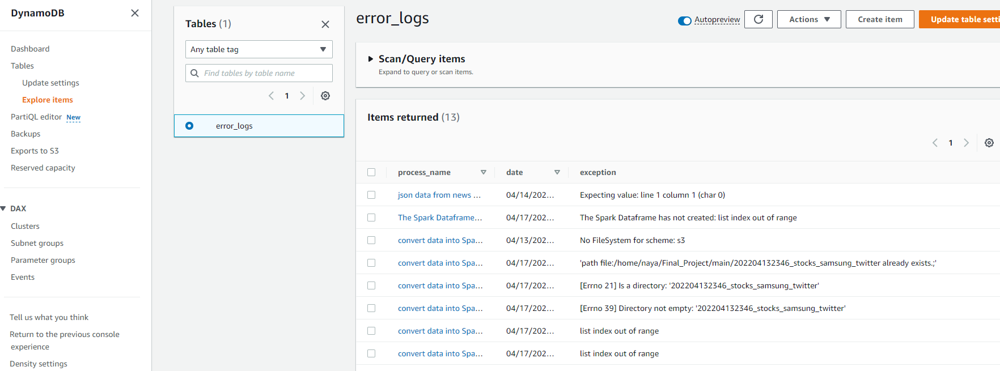 DynamoDB
Dashboard
Tables
Update settings
Explore items
PartiQL editor New
Backups
Exports to S3
Reserved capacity
DAX
Clusters
Subnet groups
Parameter groups
Events
Tell us what you think
Return to the previous console
experience
Density settings
Tables (1)
Any table tag
Find tables by table name
1
error_logs
error_logs
Autopreview
Actions
Create item
Update table setti
Scan/Query items
Expand to query or scan items.
Items returned (13)
1
process_name date exception
json data from news ... 04/14/202... Expecting value: line 1 column 1 (char 0)
The Spark Dataframe... 04/17/202... The Spark Dataframe has not created: list index out of range
convert data into Spa... 04/13/202... No FileSystem for scheme: s3
convert data into Spa... 04/17/202... 'path file:/home/naya/Final_Project/main/202204132346_stocks_samsung_twitter already exists.;'
convert data into Spa... 04/17/202... [Errno 21] Is a directory: '202204132346_stocks_samsung_twitter'
convert data into Spa... 04/17/202... [Errno 39] Directory not empty: '202204132346_stocks_samsung_twitter'
convert data into Spa... 04/17/202... list index out of range
convert data into Spa... 04/17/202... list index out of range